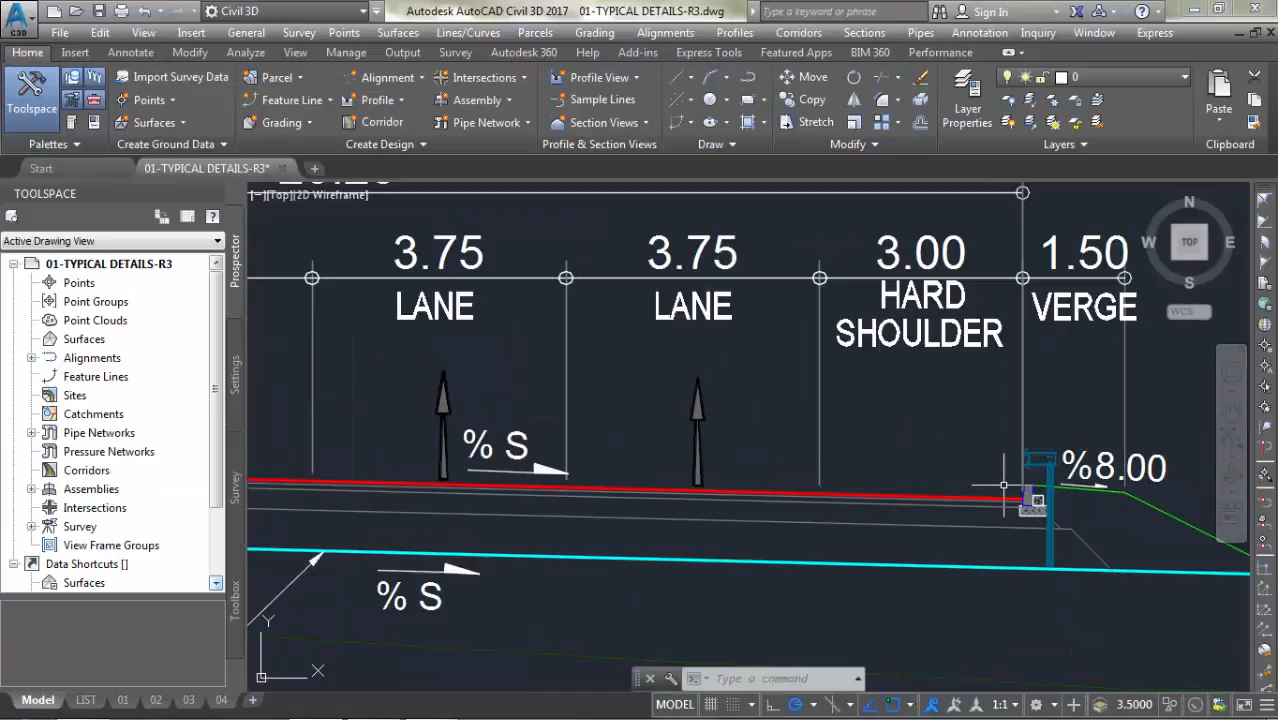 Civil 3D
Autodesk AutoCAD Civil 3D 2017 01-TYPICAL DETAILS-R3.dwg
Type a keyword or phrase
Sign In
C3D
File Edit View Insert General Survey Points Surfaces Lines/Curves Parcels Grading Alignments Profiles Corridors Sections Pipes Annotation Inquiry Window Express
Home Insert Annotate Modify Analyze View Manage Output Survey Autodesk 360 Help Add-ins Express Tools Featured Apps BIM 360 Performance
Toolspace
Import Survey Data
Points
Surfaces
Parcel
Feature Line
Grading
Alignment
Profile
Corridor
Intersections
Assembly
Pipe Network
Profile View
Sample Lines
Section Views
Move
Copy
Stretch
Layer Properties
0
Paste
Palettes
Create Ground Data
Create Design
Profile & Section Views
Draw
Modify
Layers
Clipboard
Start
01-TYPICAL DETAILS-R3*
TOOLSPACE
Active Drawing View
01-TYPICAL DETAILS-R3
Points
Point Groups
Point Clouds
Surfaces
Alignments
Feature Lines
Sites
Catchments
Pipe Networks
Pressure Networks
Corridors
Assemblies
Intersections
Survey
View Frame Groups
Data Shortcuts []
Surfaces
Prospector
Settings
Survey
Toolbox
[−][Top][2D Wireframe]
3.75
LANE
3.75
LANE
3.00
HARD
SHOULDER
1.50
VERGE
% S
%8.00
% S
N
W
TOP
E
S
WCS
Y
X
Type a command
Model LIST 01 02 03 04
MODEL
1:1
3.5000